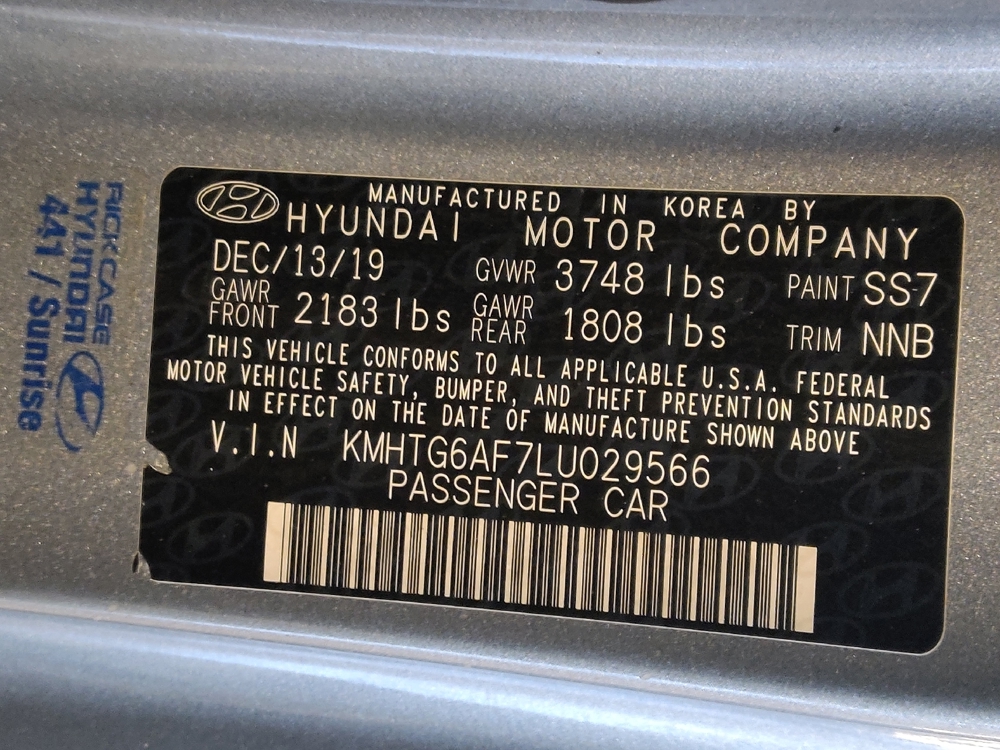 MANUFACTURED IN KOREA BY
HYUNDAI MOTOR COMPANY
DEC/13/19 GVWR 3748 lbs PAINT SS7
GAWR FRONT 2183 lbs GAWR REAR 1808 lbs TRIM NNB
THIS VEHICLE CONFORMS TO ALL APPLICABLE U.S.A. FEDERAL
MOTOR VEHICLE SAFETY, BUMPER, AND THEFT PREVENTION STANDARDS
IN EFFECT ON THE DATE OF MANUFACTURE SHOWN ABOVE
V.I.N KMHTG6AF7LU029566
PASSENGER CAR
RICK CASE
HYUNDAI
441 / Sunrise